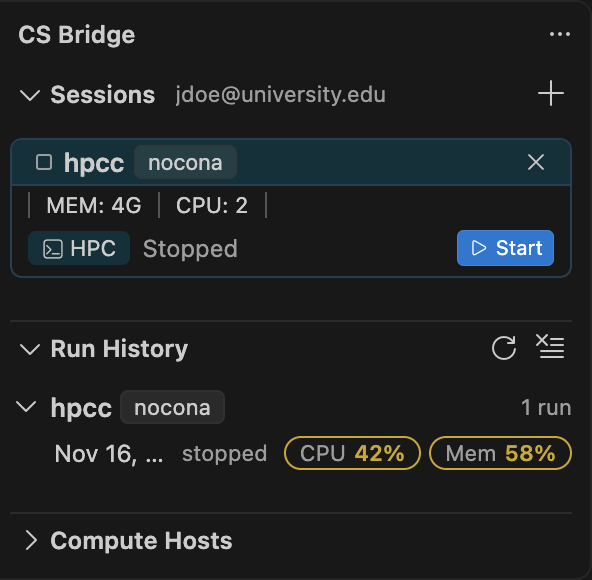 CS Bridge
Sessions jdoe@university.edu
hpcc nocona
MEM: 4G CPU: 2
HPC Stopped Start
Run History
hpcc nocona 1 run
Nov 16, ... stopped CPU 42% Mem 58%
Compute Hosts